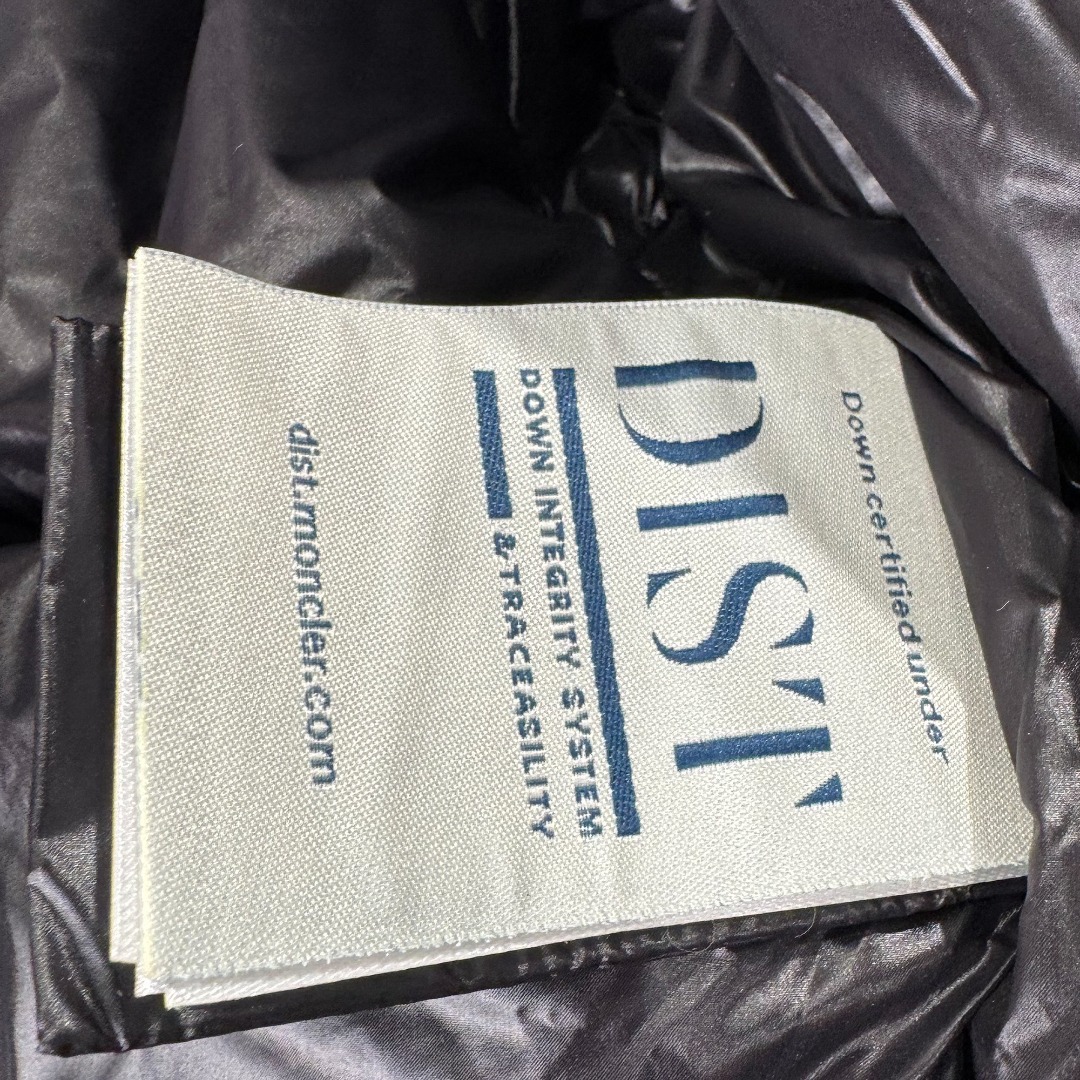 Down certified under
DIST
DOWN INTEGRITY SYSTEM
& TRACEASILITY
dist.moncler.com